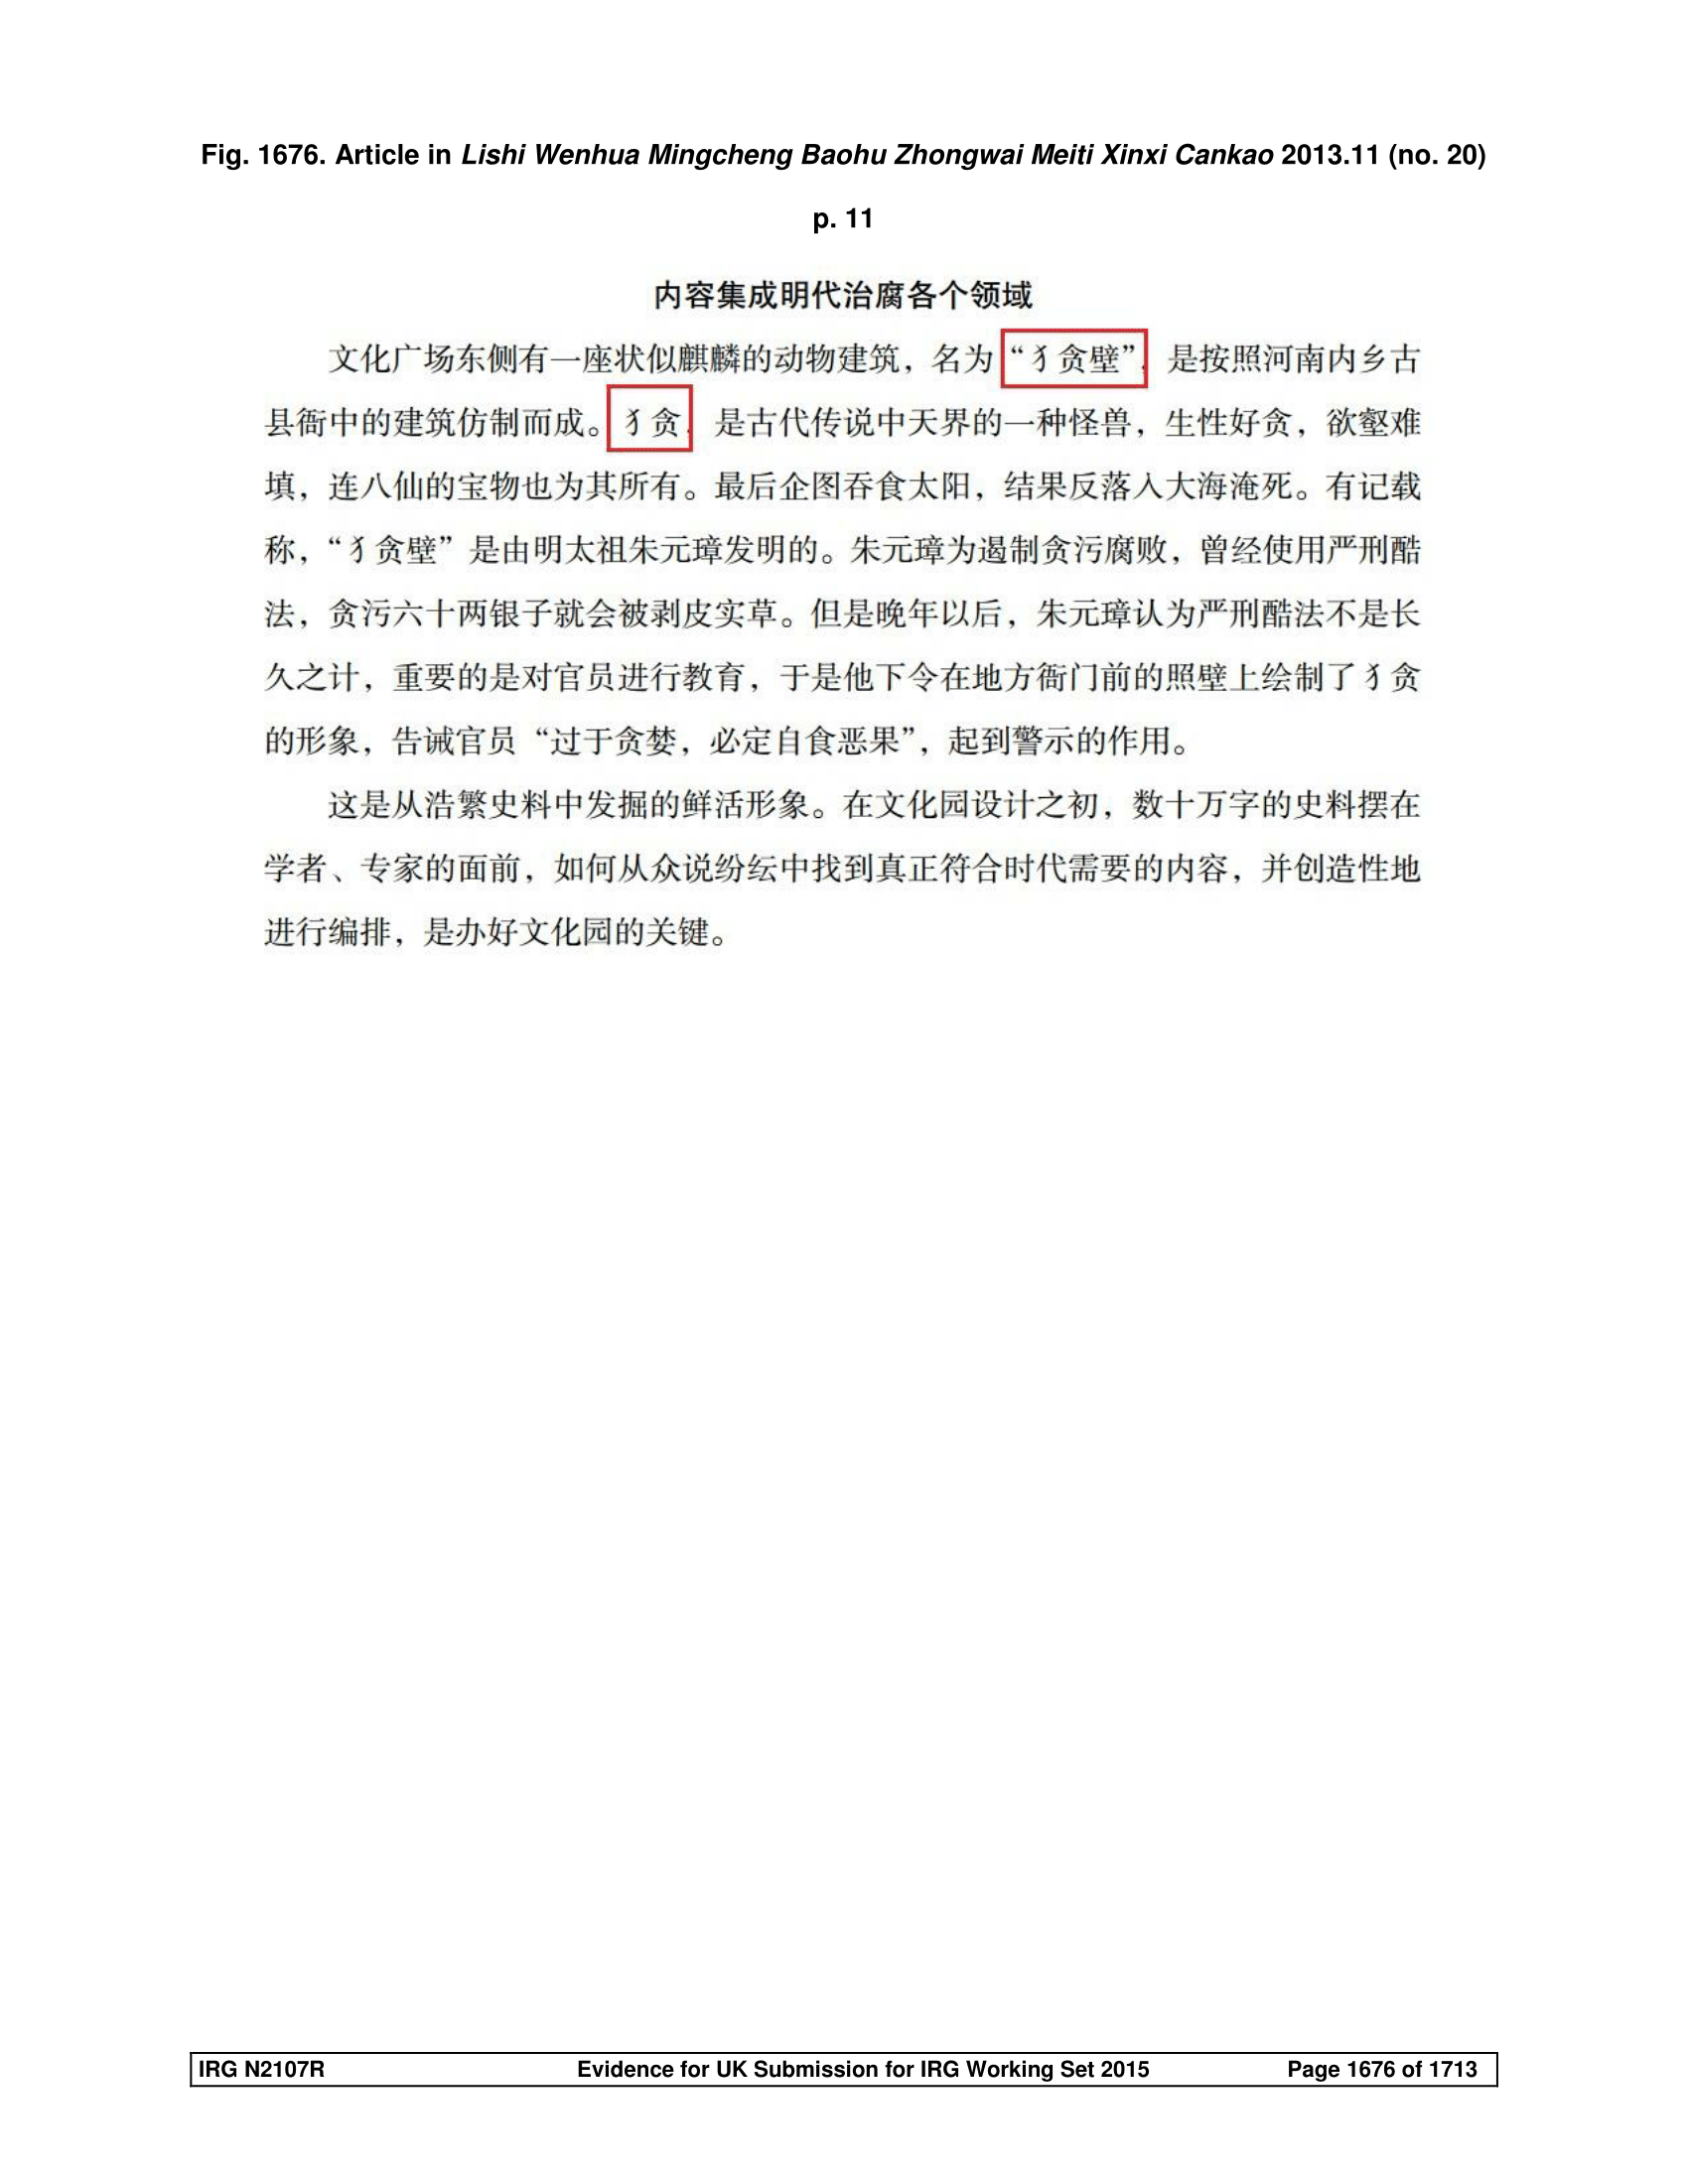 Fig. 1676. Article in Lishi Wenhua Mingcheng Baohu Zhongwai Meiti Xinxi Cankao 2013.11 (no. 20)
p. 11
内容集成明代治腐各个领域
文化广场东侧有一座状似麒麟的动物建筑，名为“犭贪壁”，是按照河南内乡古
县衙中的建筑仿制而成。犭贪，是古代传说中天界的一种怪兽，生性好贪，欲壑难
填，连八仙的宝物也为其所有。最后企图吞食太阳，结果反落入大海淹死。有记载
称，“犭贪壁”是由明太祖朱元璋发明的。朱元璋为遏制贪污腐败，曾经使用严刑酷
法，贪污六十两银子就会被剥皮实草。但是晚年以后，朱元璋认为严刑酷法不是长
久之计，重要的是对官员进行教育，于是他下令在地方衙门前的照壁上绘制了犭贪
的形象，告诫官员“过于贪婪，必定自食恶果”，起到警示的作用。
这是从浩繁史料中发掘的鲜活形象。在文化园设计之初，数十万字的史料摆在
学者、专家的面前，如何从众说纷纭中找到真正符合时代需要的内容，并创造性地
进行编排，是办好文化园的关键。
IRG N2107R Evidence for UK Submission for IRG Working Set 2015 Page 1676 of 1713